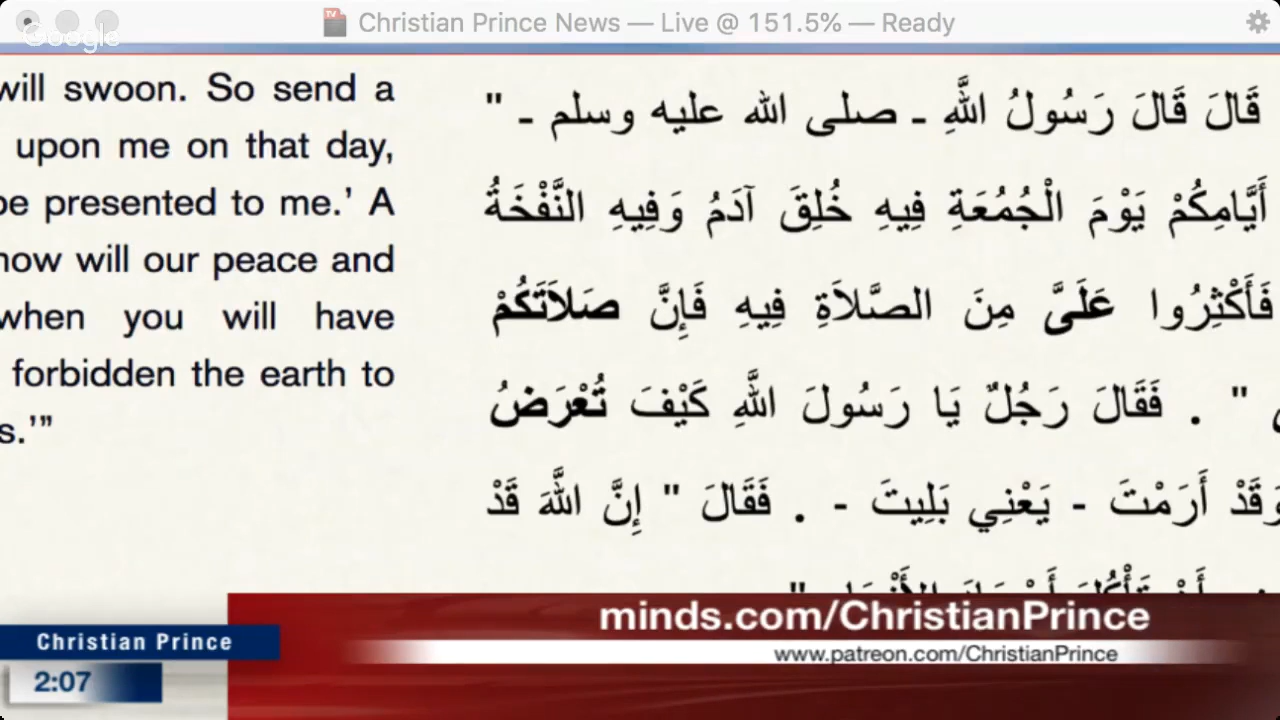 Christian Prince News — Live @ 151.5% — Ready
Google
will swoon. So send a
upon me on that day,
be presented to me.’ A
how will our peace and
when you will have
forbidden the earth to
s.’”
قَالَ قَالَ رَسُولُ اللَّهِ ـ صلى الله عليه وسلم ـ "
أَيَّامِكُمْ يَوْمَ الْجُمُعَةِ فِيهِ خُلِقَ آدَمُ وَفِيهِ النَّفْخَةُ
فَأَكْثِرُوا عَلَىَّ مِنَ الصَّلاَةِ فِيهِ فَإِنَّ صَلاَتَكُمْ
" . فَقَالَ رَجُلٌ يَا رَسُولَ اللَّهِ كَيْفَ تُعْرَضُ
وَقَدْ أَرَمْتَ - يَعْنِي بَلِيتَ - . فَقَالَ " إِنَّ اللَّهَ قَدْ
minds.com/ChristianPrince
www.patreon.com/ChristianPrince
Christian Prince
2:07